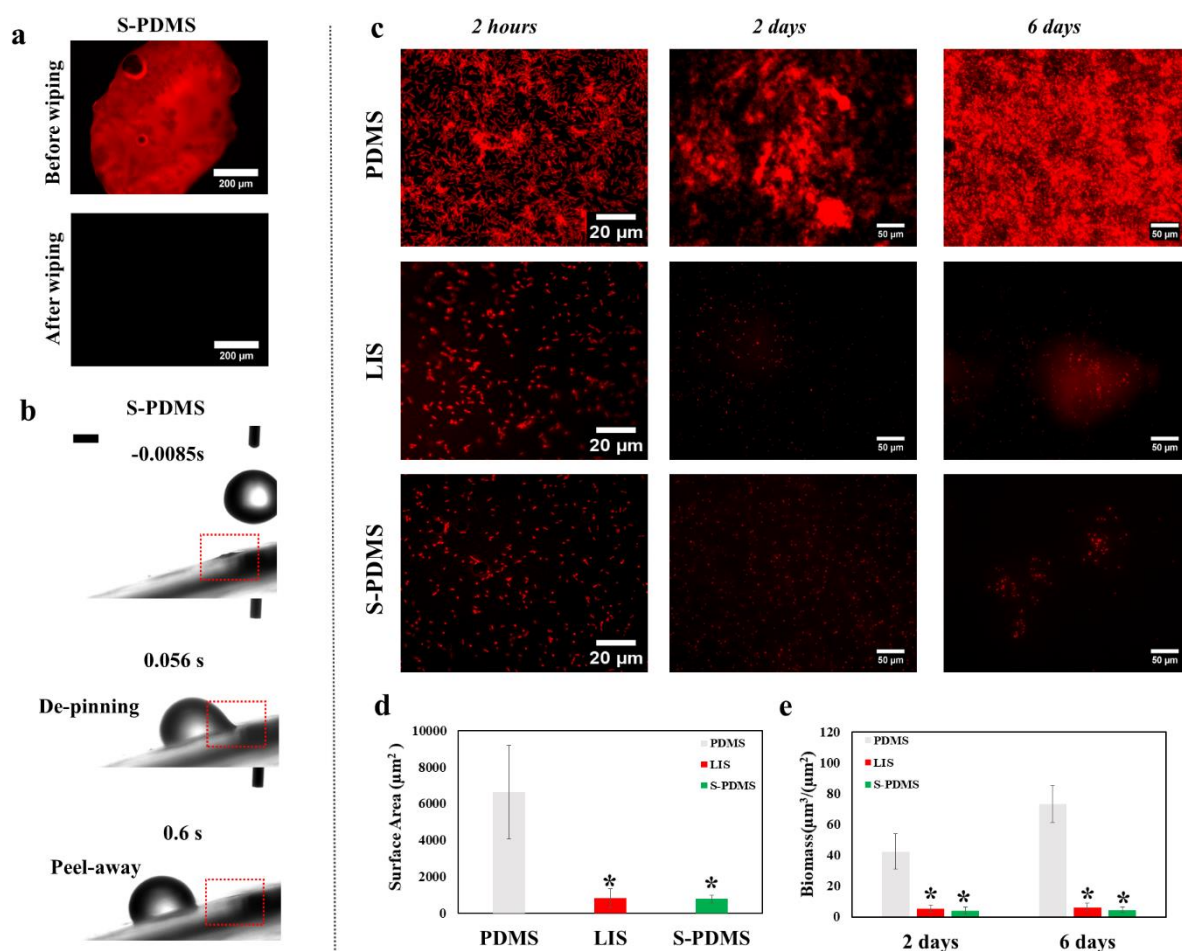 a
S-PDMS
Before wiping
200 µm
After wiping
200 µm
b
S-PDMS
-0.0085s
0.056 s
De-pinning
0.6 s
Peel-away
c
2 hours
2 days
6 days
PDMS
20 µm
50 µm
50 µm
LIS
20 µm
50 µm
50 µm
S-PDMS
20 µm
50 µm
50 µm
d
Surface Area (µm²)
10000
8000
6000
4000
2000
0
PDMS
LIS
S-PDMS
*
*
PDMS
LIS
S-PDMS
e
Biomass(µm³/(µm²)
120
100
80
60
40
20
0
PDMS
LIS
S-PDMS
* *
* *
2 days
6 days